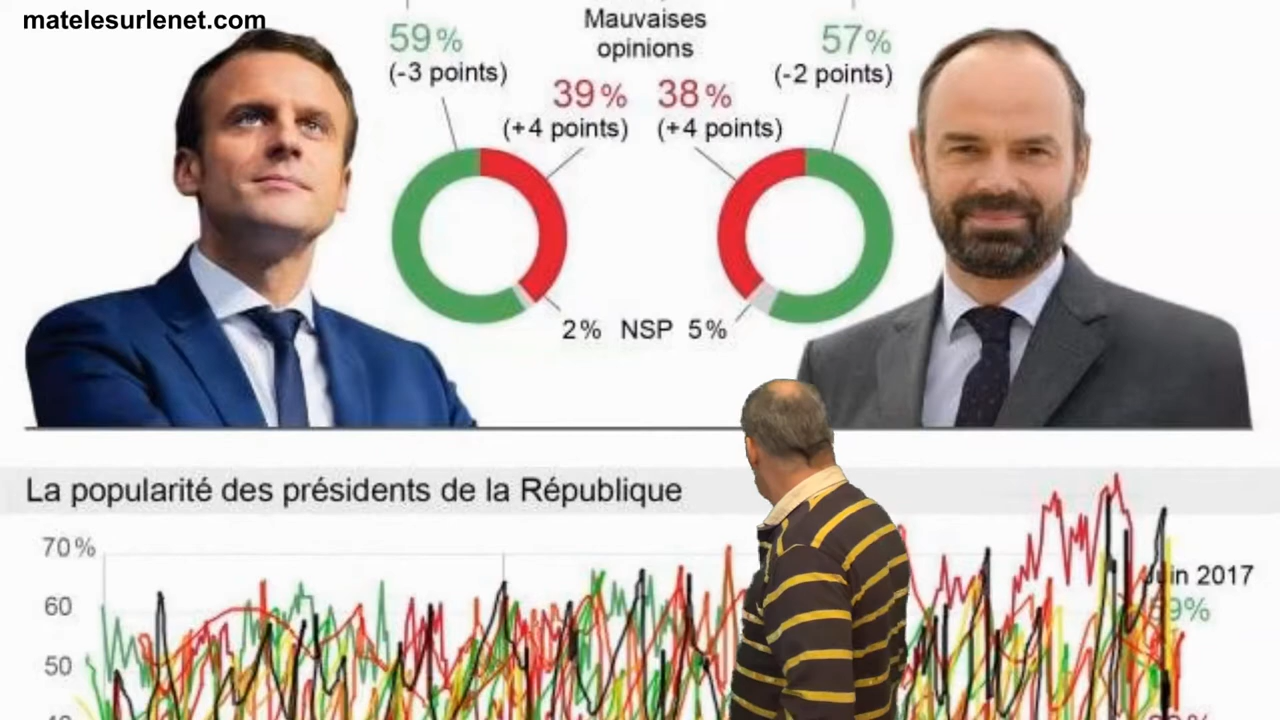 matelesurlenet.com
Mauvaises
opinions
59%
(-3 points)
57%
(-2 points)
39%
(+4 points)
38%
(+4 points)
2% NSP 5%
La popularité des présidents de la République
70%
60
50
Juin 2017
59%